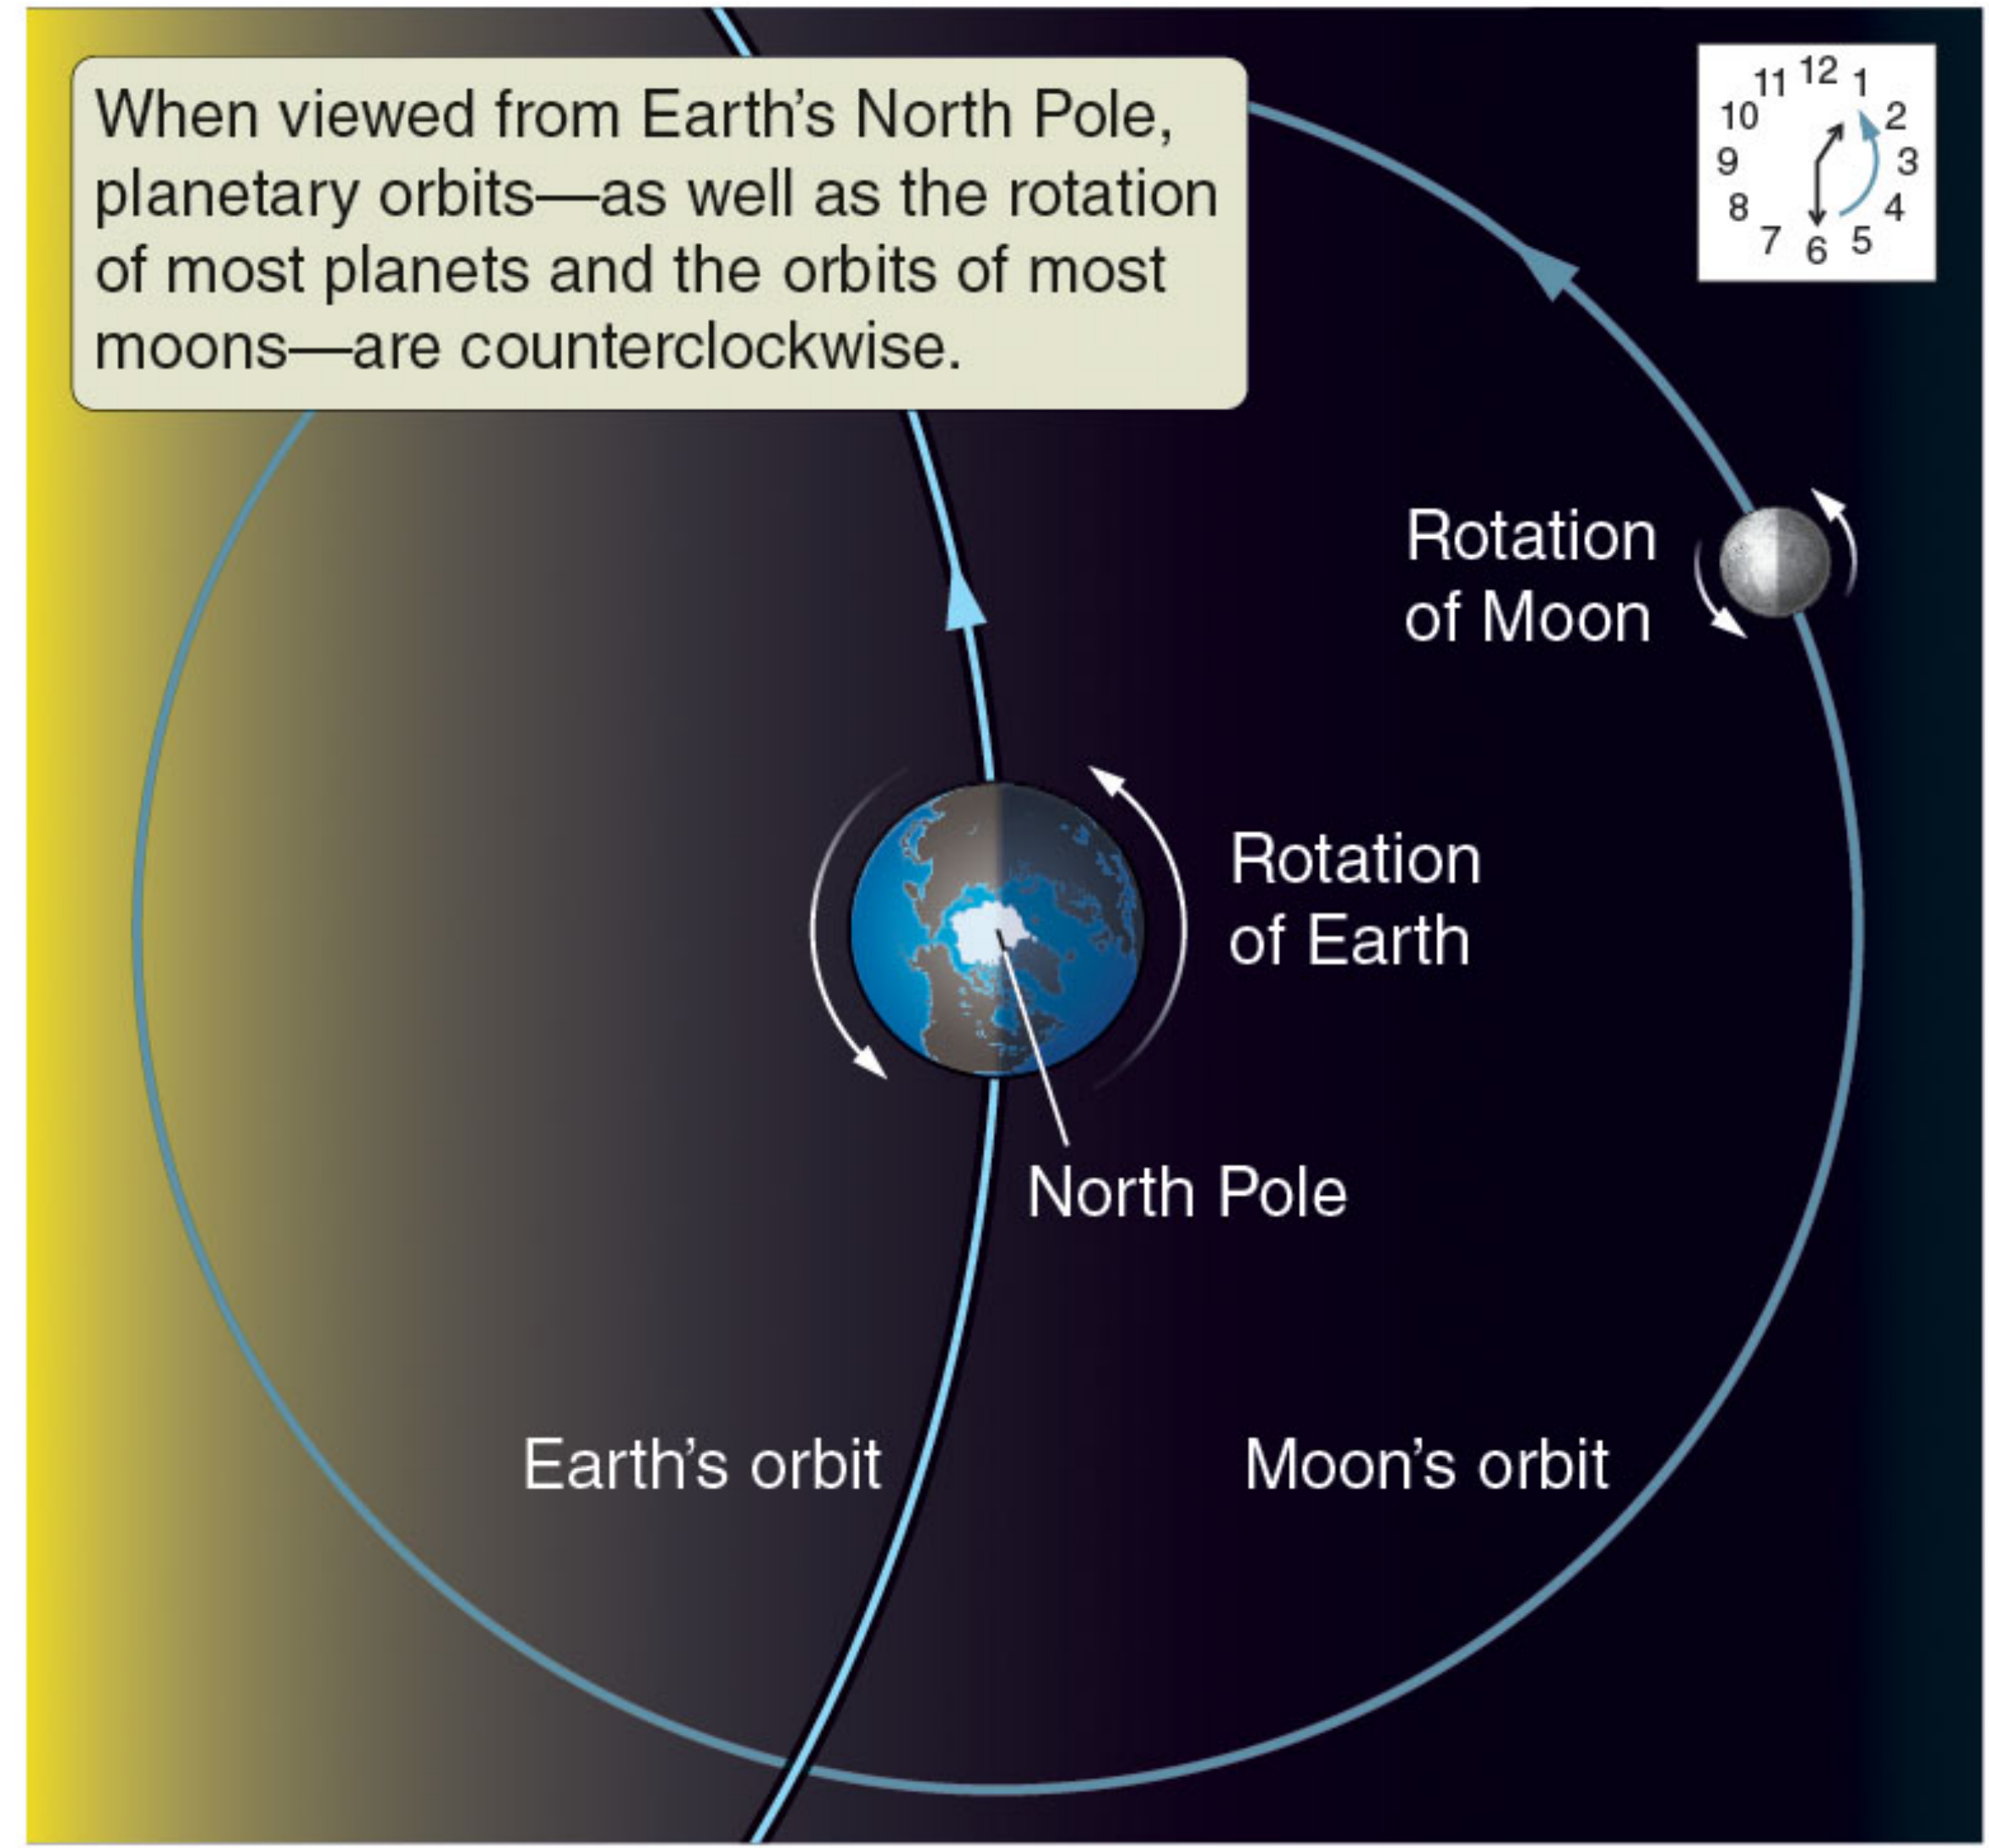 When viewed from Earth’s North Pole,
planetary orbits—as well as the rotation
of most planets and the orbits of most
moons—are counterclockwise.
12
11
1
10
2
9
3
8
4
7
6
5
Rotation
of Moon
Rotation
of Earth
North Pole
Earth’s orbit
Moon’s orbit